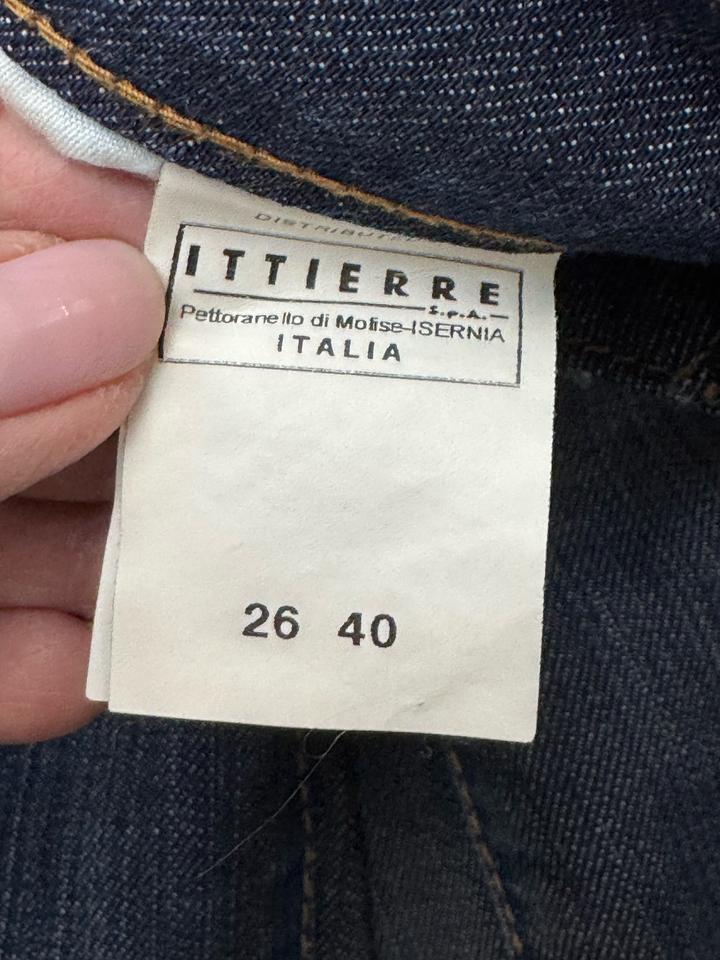 ITTIERRE
S.p.A.
Pettoranello di Molise-ISERNIA
ITALIA
26 40